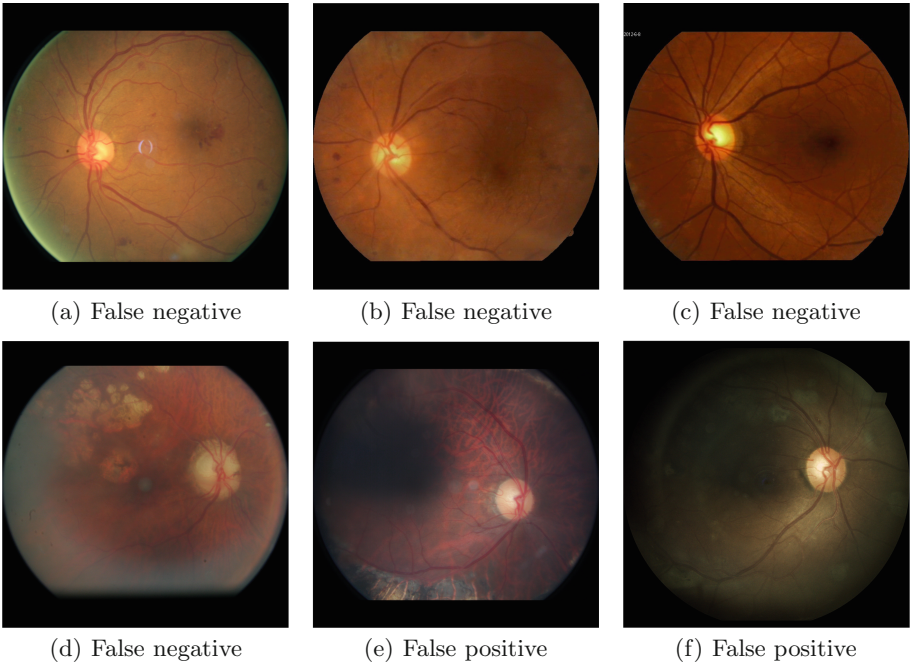 (a) False negative
(b) False negative
(c) False negative
(d) False negative
(e) False positive
(f) False positive